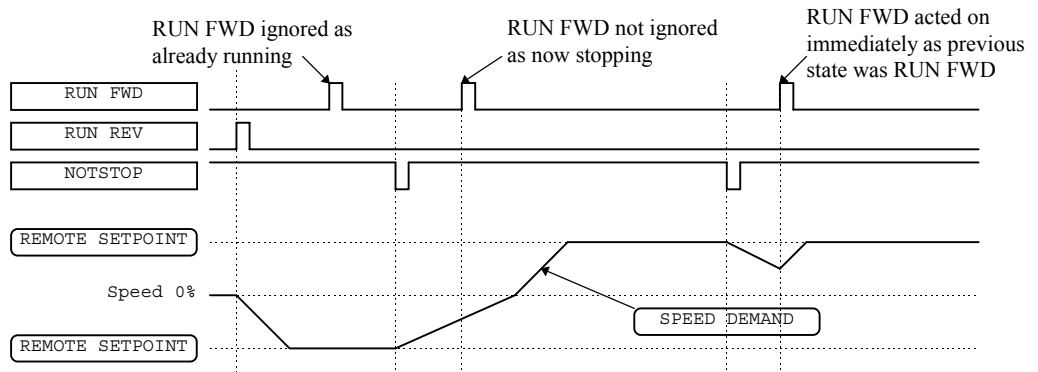 RUN FWD ignored as
already running
RUN FWD not ignored
as now stopping
RUN FWD acted on
immediately as previous
state was RUN FWD
RUN FWD
RUN REV
NOTSTOP
REMOTE SETPOINT
Speed 0%
SPEED DEMAND
REMOTE SETPOINT